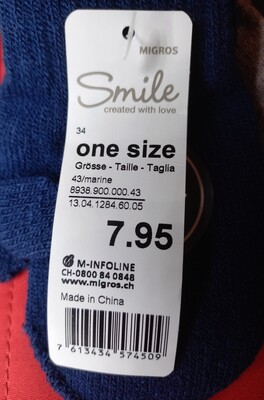 MIGROS
Smile
created with love
34
one size
Grösse - Taille - Taglia
43/marine
8938.900.000.43
13.04.1284.60.05
7.95
M-INFOLINE
CH-0800 84 0848
www.migros.ch
Made in China
7 613434 574509